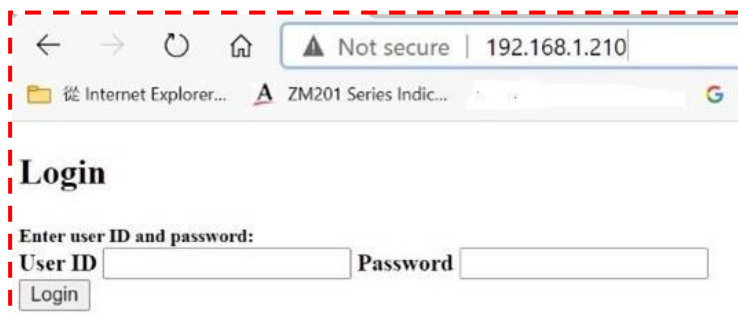 Not secure | 192.168.1.210
從 Internet Explorer... ZM201 Series Indic... G
Login
Enter user ID and password:
User ID Password
Login